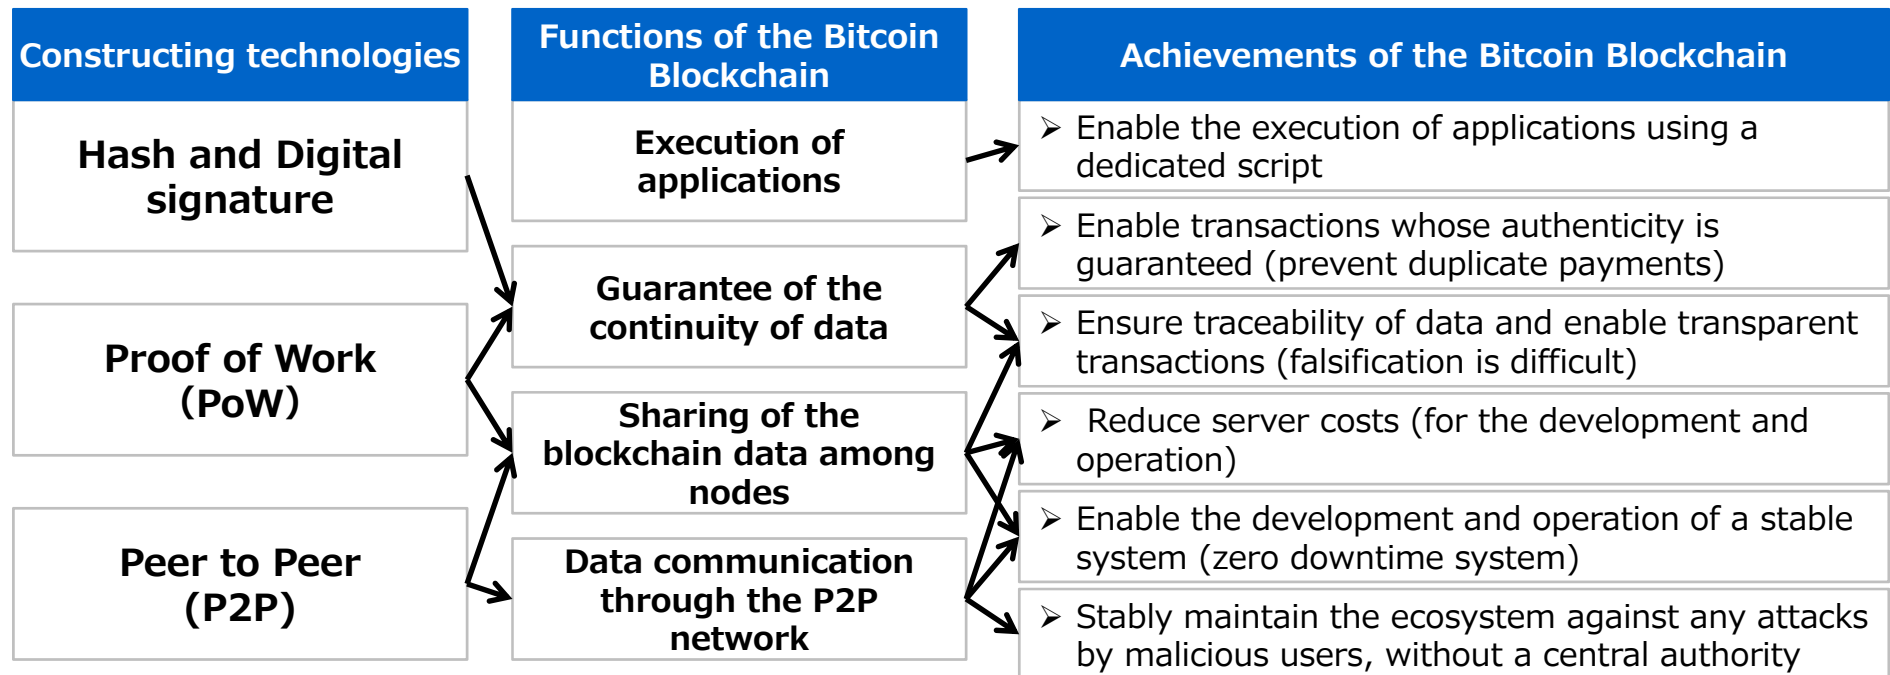 Constructing technologies
Hash and Digital
signature
Proof of Work
(PoW)
Peer to Peer
(P2P)
Functions of the Bitcoin
Blockchain
Execution of
applications
Guarantee of the
continuity of data
Sharing of the
blockchain data among
nodes
Data communication
through the P2P
network
Achievements of the Bitcoin Blockchain
➢ Enable the execution of applications using a
dedicated script
➢ Enable transactions whose authenticity is
guaranteed (prevent duplicate payments)
➢ Ensure traceability of data and enable transparent
transactions (falsification is difficult)
➢ Reduce server costs (for the development and
operation)
➢ Enable the development and operation of a stable
system (zero downtime system)
➢ Stably maintain the ecosystem against any attacks
by malicious users, without a central authority